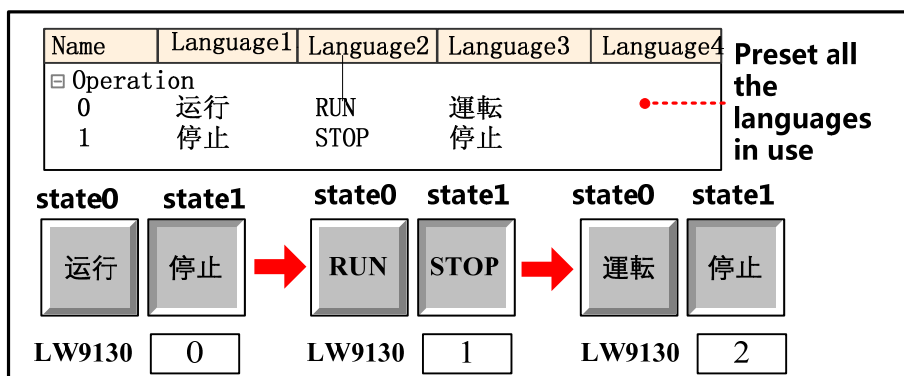 Name Language1 Language2 Language3 Language4
Operation
0 运行 RUN 運転
1 停止 STOP 停止
Preset all
the
languages
in use
state0 state1 state0 state1 state0 state1
运行 停止 RUN STOP 運転 停止
LW9130 0 LW9130 1 LW9130 2